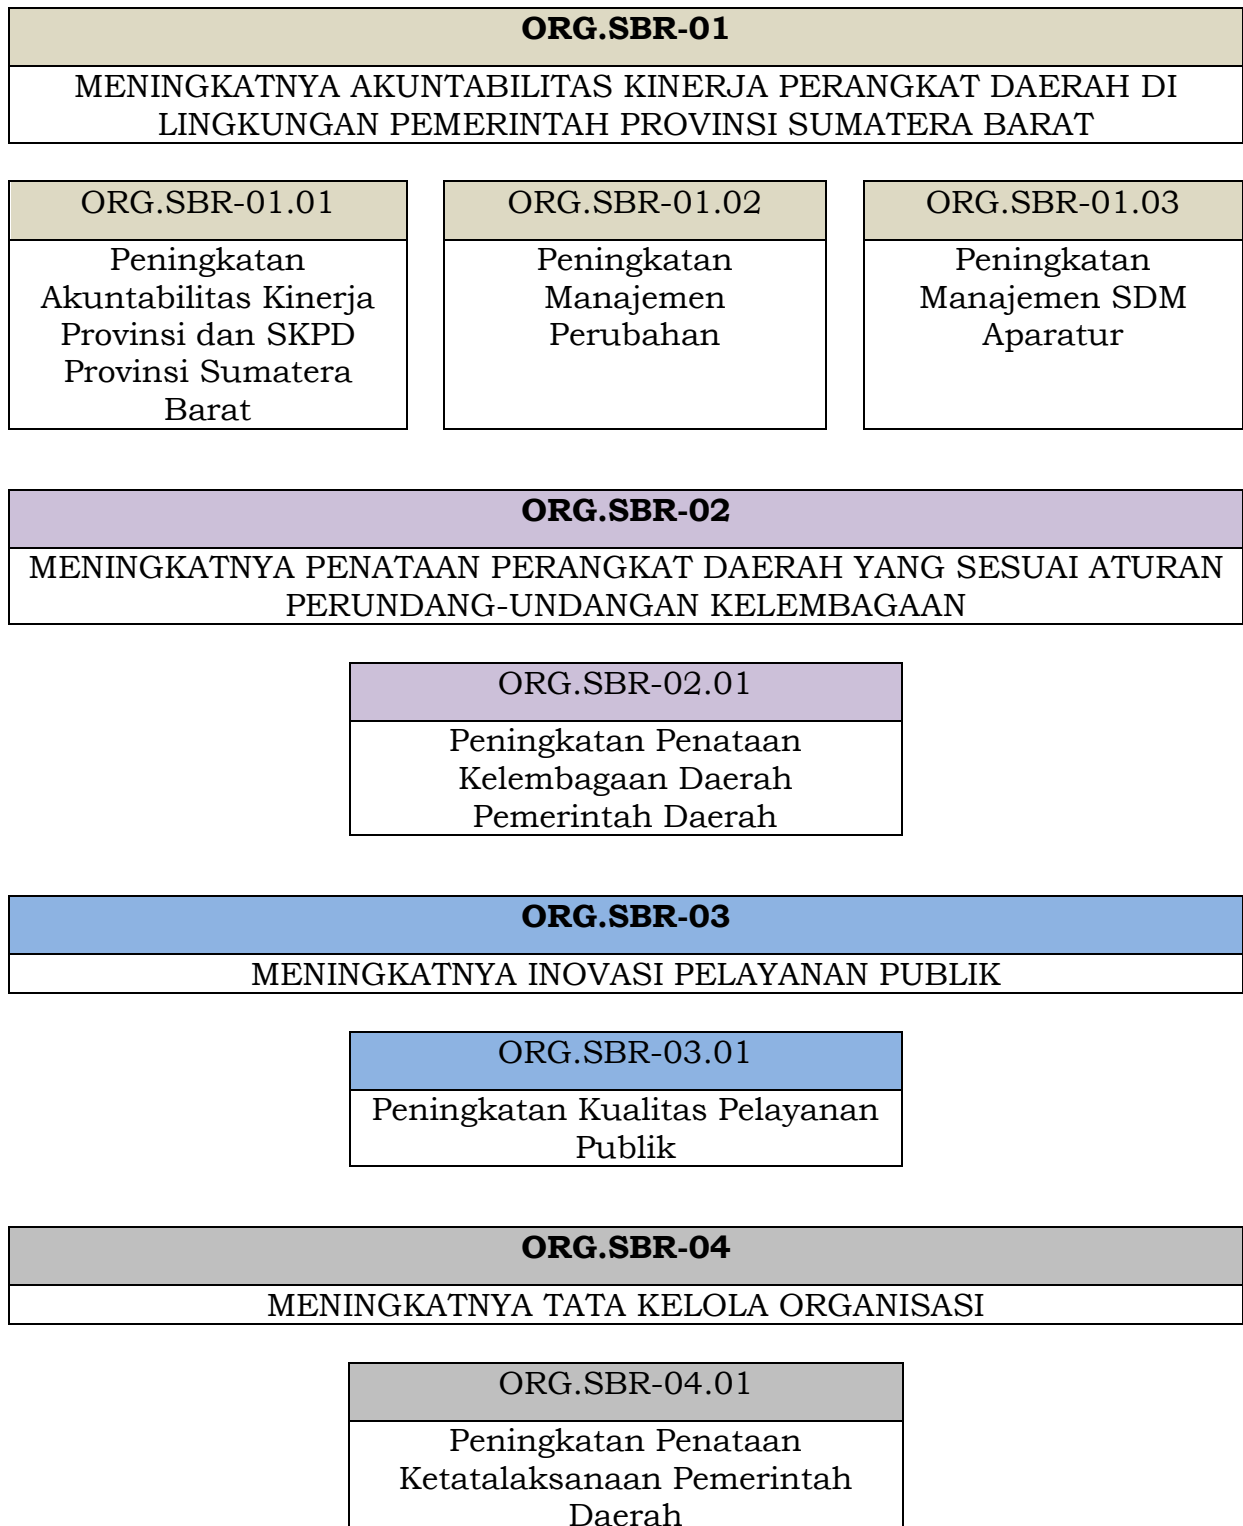 ORG.SBR-01
MENINGKATNYA AKUNTABILITAS KINERJA PERANGKAT DAERAH DI
LINGKUNGAN PEMERINTAH PROVINSI SUMATERA BARAT
ORG.SBR-01.01
Peningkatan
Akuntabilitas Kinerja
Provinsi dan SKPD
Provinsi Sumatera
Barat
ORG.SBR-01.02
Peningkatan
Manajemen
Perubahan
ORG.SBR-01.03
Peningkatan
Manajemen SDM
Aparatur
ORG.SBR-02
MENINGKATNYA PENATAAN PERANGKAT DAERAH YANG SESUAI ATURAN
PERUNDANG-UNDANGAN KELEMBAGAAN
ORG.SBR-02.01
Peningkatan Penataan
Kelembagaan Daerah
Pemerintah Daerah
ORG.SBR-03
MENINGKATNYA INOVASI PELAYANAN PUBLIK
ORG.SBR-03.01
Peningkatan Kualitas Pelayanan
Publik
ORG.SBR-04
MENINGKATNYA TATA KELOLA ORGANISASI
ORG.SBR-04.01
Peningkatan Penataan
Ketatalaksanaan Pemerintah
Daerah